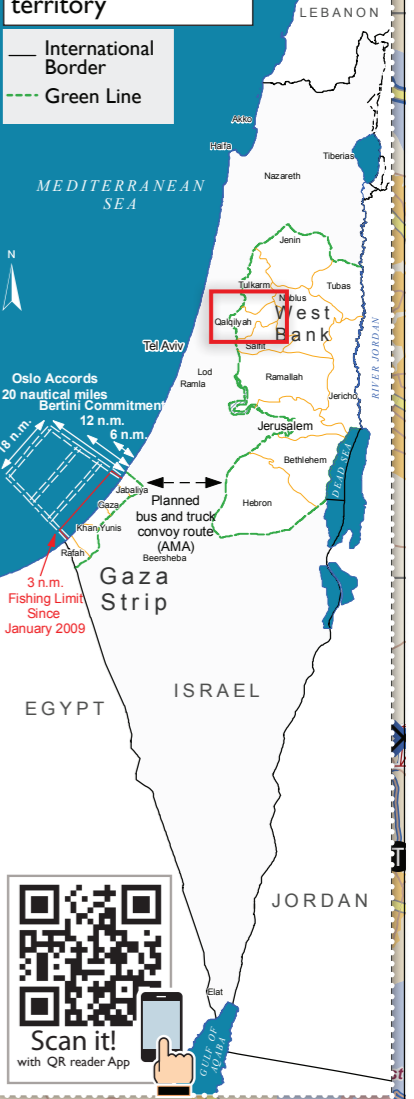 territory
International
Border
Green Line
LEBANON
Akko
Haifa
Tiberias
Nazareth
MEDITERRANEAN
SEA
N
Jenin
Tulkarm
Tubas
Nablus
Qalqilyah
West
Bank
Salfit
Tel Aviv
RIVER JORDAN
Lod
Ramla
Ramallah
Jericho
Oslo Accords
20 nautical miles
Bertini Commitment
12 n.m.
6 n.m.
18 n.m.
Jerusalem
Bethlehem
DEAD SEA
Jabaliya
Gaza
Planned
bus and truck
convoy route
(AMA)
Hebron
Khan Yunis
Rafah
Beersheba
Gaza
Strip
3 n.m.
Fishing Limit
Since
January 2009
ISRAEL
EGYPT
JORDAN
Elat
GULF OF
AQABA
Scan it!
with QR reader App